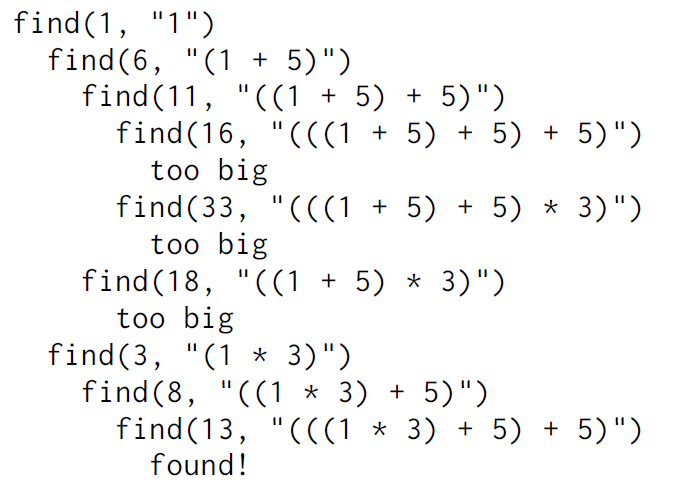 find(1, "1")
  find(6, "(1 + 5)")
    find(11, "((1 + 5) + 5)")
      find(16, "(((1 + 5) + 5) + 5)")
        too big
      find(33, "(((1 + 5) + 5) * 3)")
        too big
    find(18, "((1 + 5) * 3)")
      too big
  find(3, "(1 * 3)")
    find(8, "((1 * 3) + 5)")
      find(13, "(((1 * 3) + 5) + 5)")
        found!